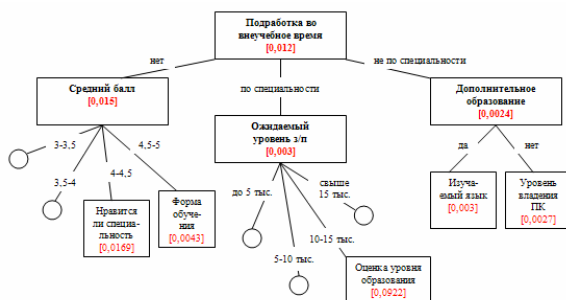 Подработка во
внеучебное время
[0,012]
нет
по специальности
не по специальности
Средний балл
[0,015]
Ожидаемый
уровень з/п
[0,003]
Дополнительное
образование
[0,0024]
3-3,5
3,5-4
4-4,5
4,5-5
до 5 тыс.
5-10 тыс.
10-15 тыс.
свыше
15 тыс.
да
нет
Нравится
ли специа-
льность
[0,0169]
Форма
обуче-
ния
[0,0043]
Оценка уровня
образования
[0,0922]
Изуча-
емый язык
[0,003]
Уровень
владения
ПК
[0,0027]